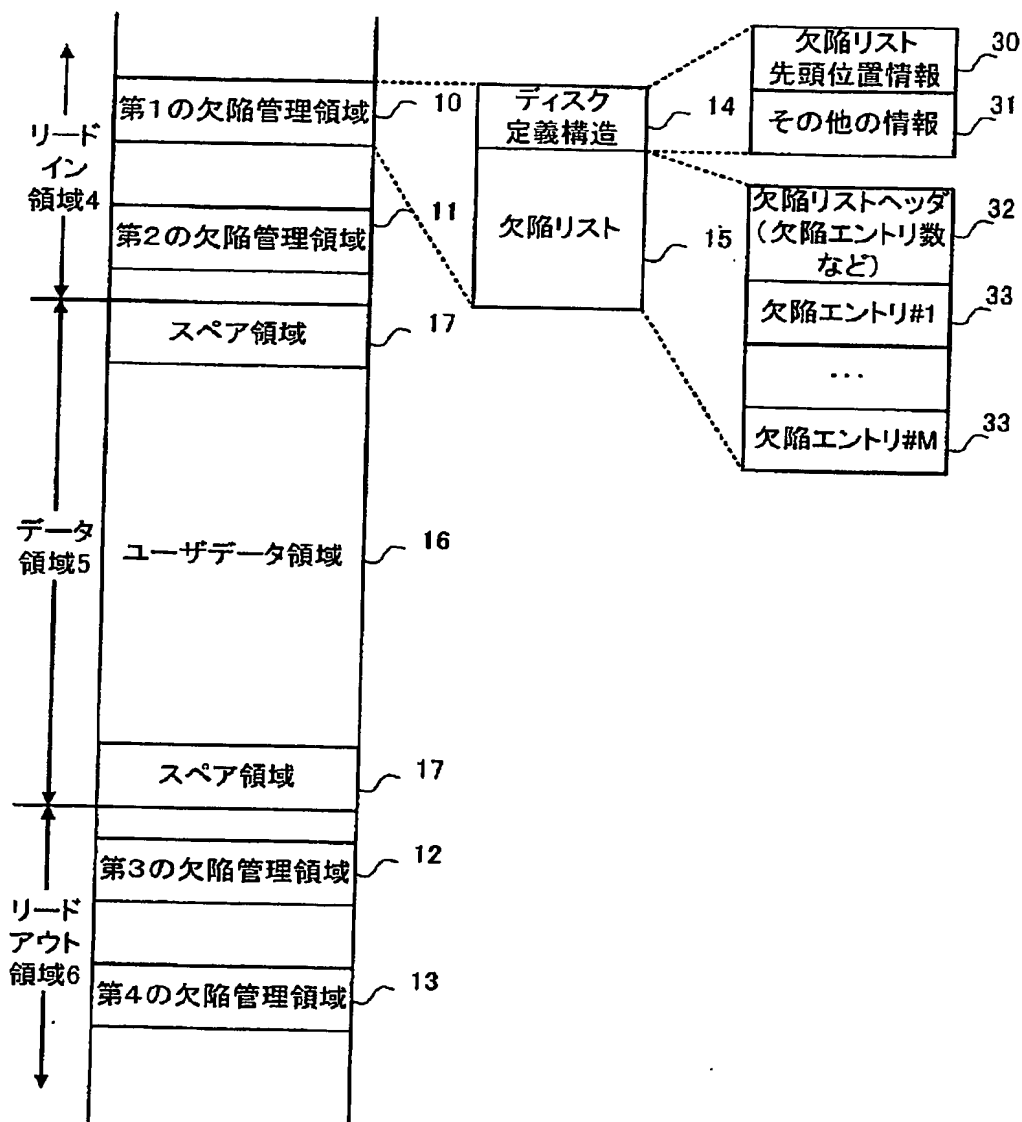 リード
イン
領域4
第1の欠陥管理領域
10
第2の欠陥管理領域
11
データ
領域5
スペア領域
17
ユーザデータ領域
16
スペア領域
17
リード
アウト
領域6
第3の欠陥管理領域
12
第4の欠陥管理領域
13
ディスク
定義構造
14
欠陥リスト
15
欠陥リスト
先頭位置情報
30
その他の情報
31
欠陥リストヘッダ
(欠陥エントリ数
など)
32
欠陥エントリ#1
33
...
欠陥エントリ#M
33